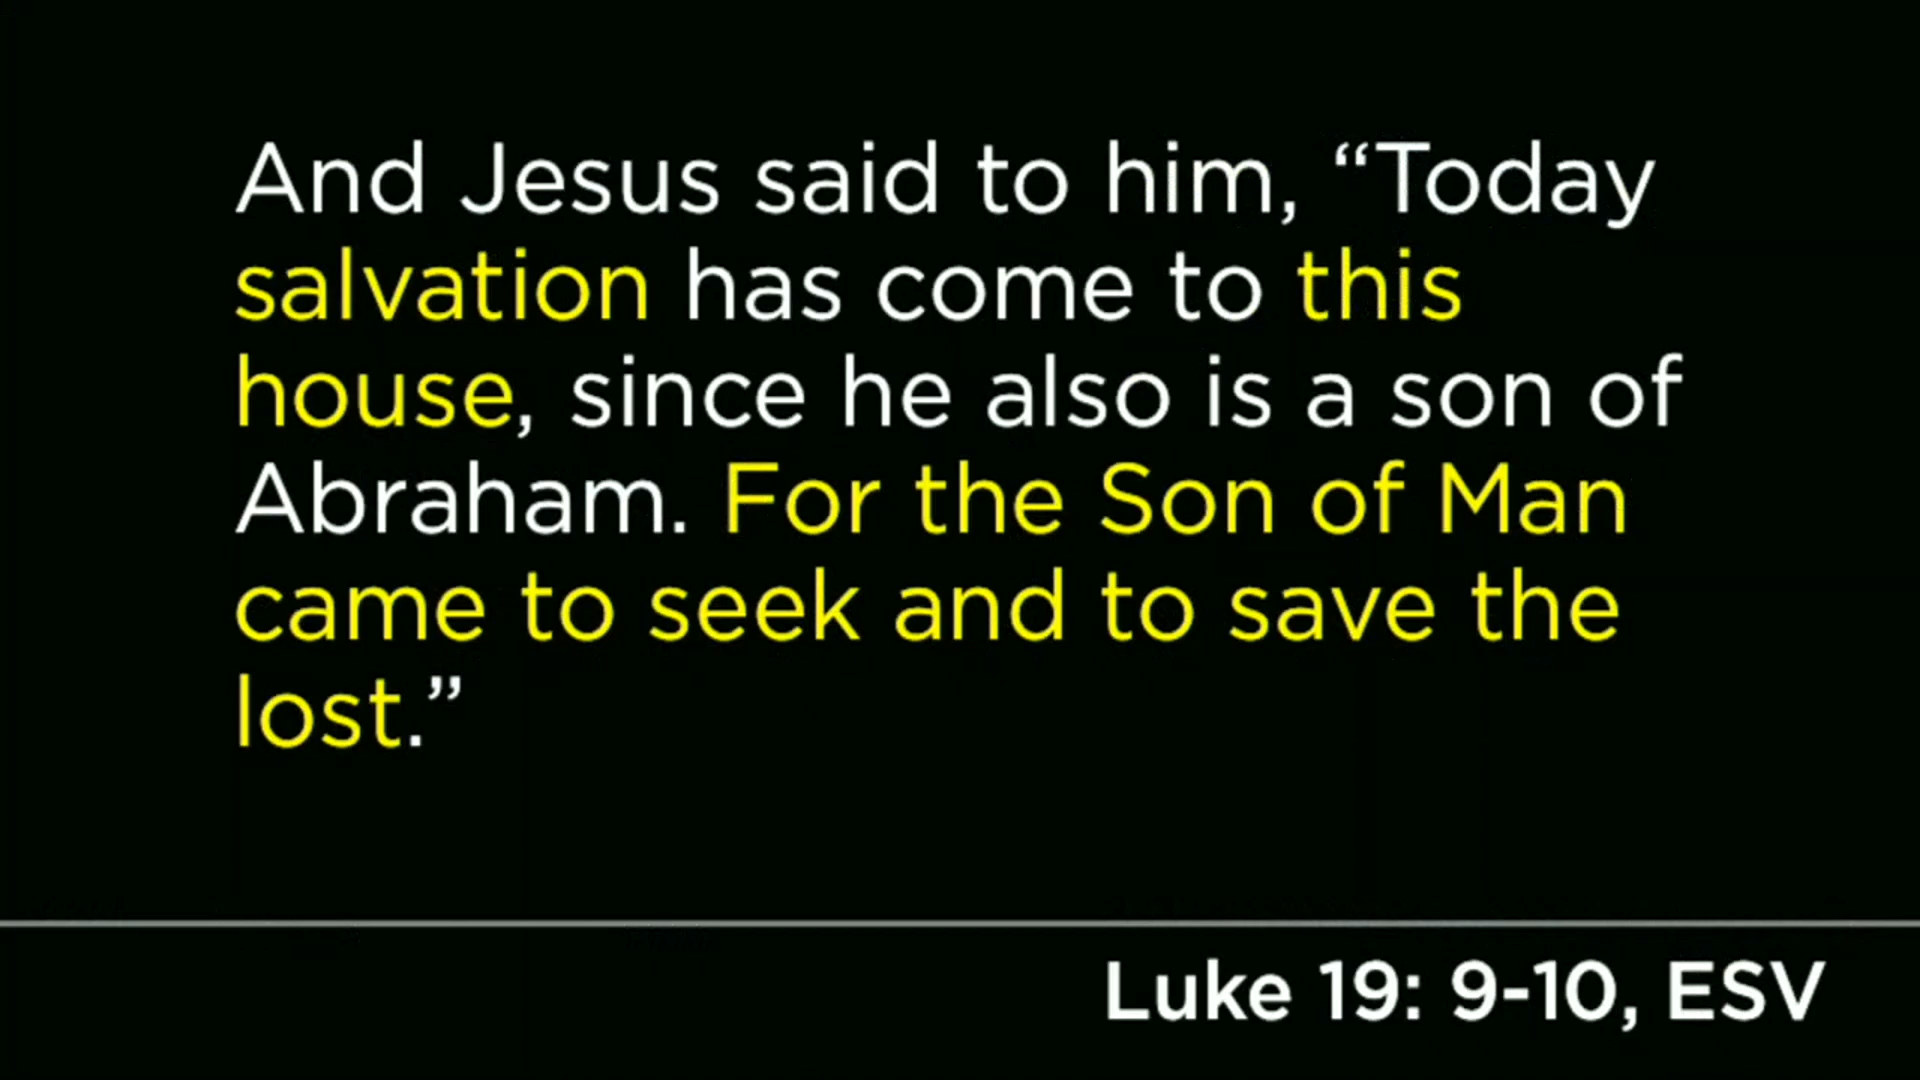 And Jesus said to him, “Today
salvation has come to this
house, since he also is a son of
Abraham. For the Son of Man
came to seek and to save the
lost.”
Luke 19: 9-10, ESV